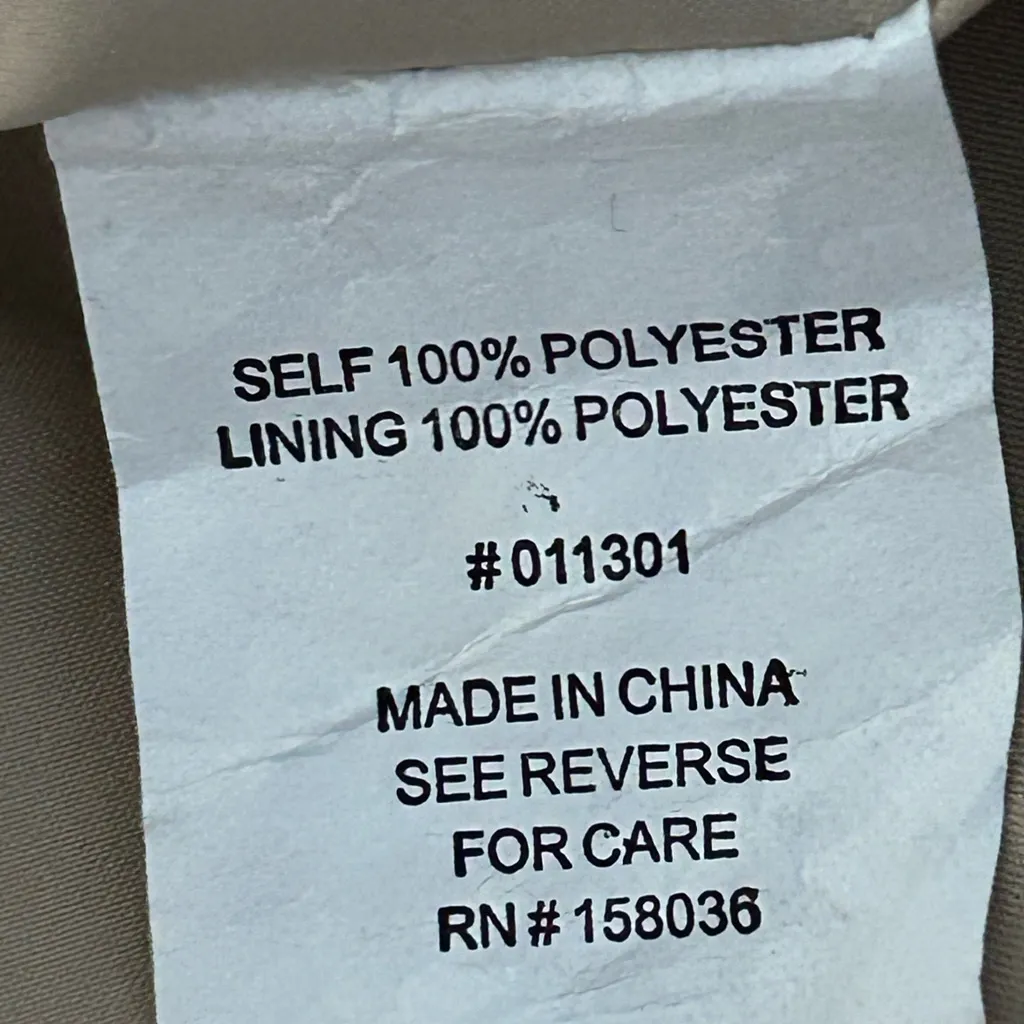 SELF 100% POLYESTER
LINING 100% POLYESTER
#011301
MADE IN CHINA
SEE REVERSE
FOR CARE
RN# 158036